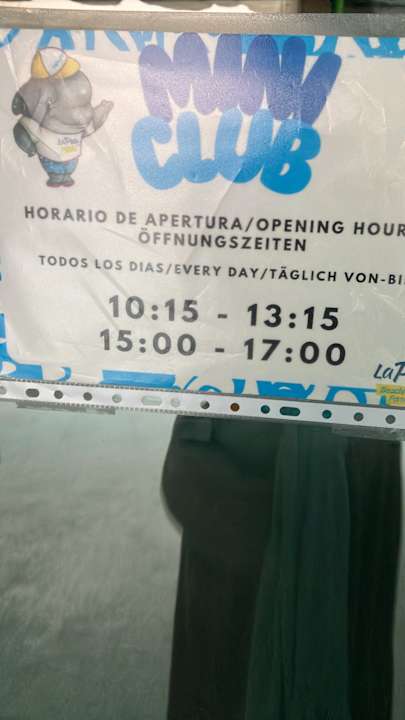 MINI
CLUB
HORARIO DE APERTURA/OPENING HOUR
ÖFFNUNGSZEITEN
TODOS LOS DIAS/EVERY DAY/TÄGLICH VON-BI
10:15 - 13:15
15:00 - 17:00